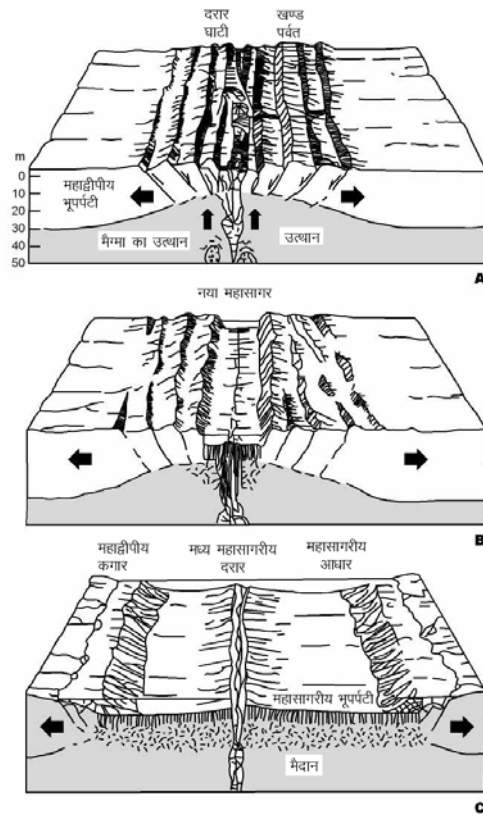 दरार
घाटी
खण्ड
पर्वत
m
0
10
20
30
40
50
महाद्वीपीय
भूपर्पटी
मैग्मा का उत्थान
उत्थान
A
नया महासागर
B
महाद्वीपीय
कगार
मध्य महासागरीय
दरार
महासागरीय
आधार
महासागरीय भूपर्पटी
मैदान
C